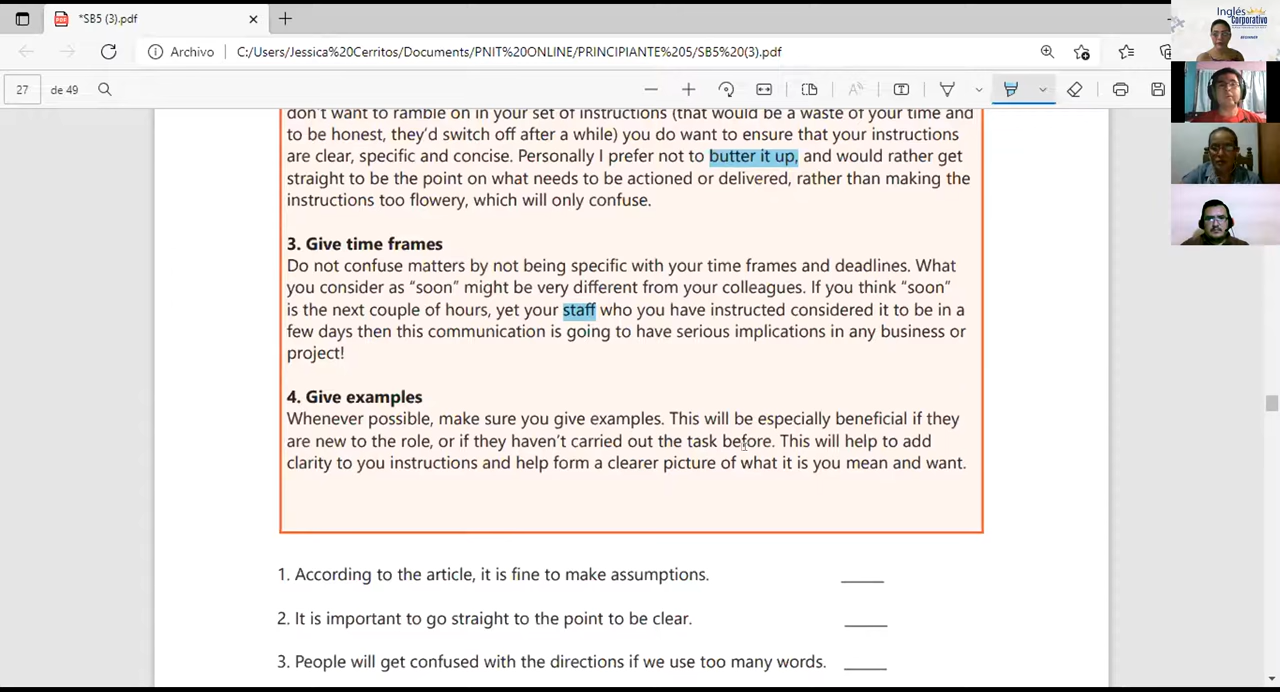 *SB5 (3).pdf
Archivo
C:/Users/Jessica%20Cerritos/Documents/PNIT%20ONLINE/PRINCIPIANTE%205/SB5%20(3).pdf
27 de 49
Inglés
Corporativo
don't want to ramble on in your set of instructions (that would be a waste of your time and
to be honest, they'd switch off after a while) you do want to ensure that your instructions
are clear, specific and concise. Personally I prefer not to butter it up, and would rather get
straight to be the point on what needs to be actioned or delivered, rather than making the
instructions too flowery, which will only confuse.
3. Give time frames
Do not confuse matters by not being specific with your time frames and deadlines. What
you consider as “soon” might be very different from your colleagues. If you think “soon”
is the next couple of hours, yet your staff who you have instructed considered it to be in a
few days then this communication is going to have serious implications in any business or
project!
4. Give examples
Whenever possible, make sure you give examples. This will be especially beneficial if they
are new to the role, or if they haven't carried out the task before. This will help to add
clarity to you instructions and help form a clearer picture of what it is you mean and want.
1. According to the article, it is fine to make assumptions. _____
2. It is important to go straight to the point to be clear. _____
3. People will get confused with the directions if we use too many words. _____